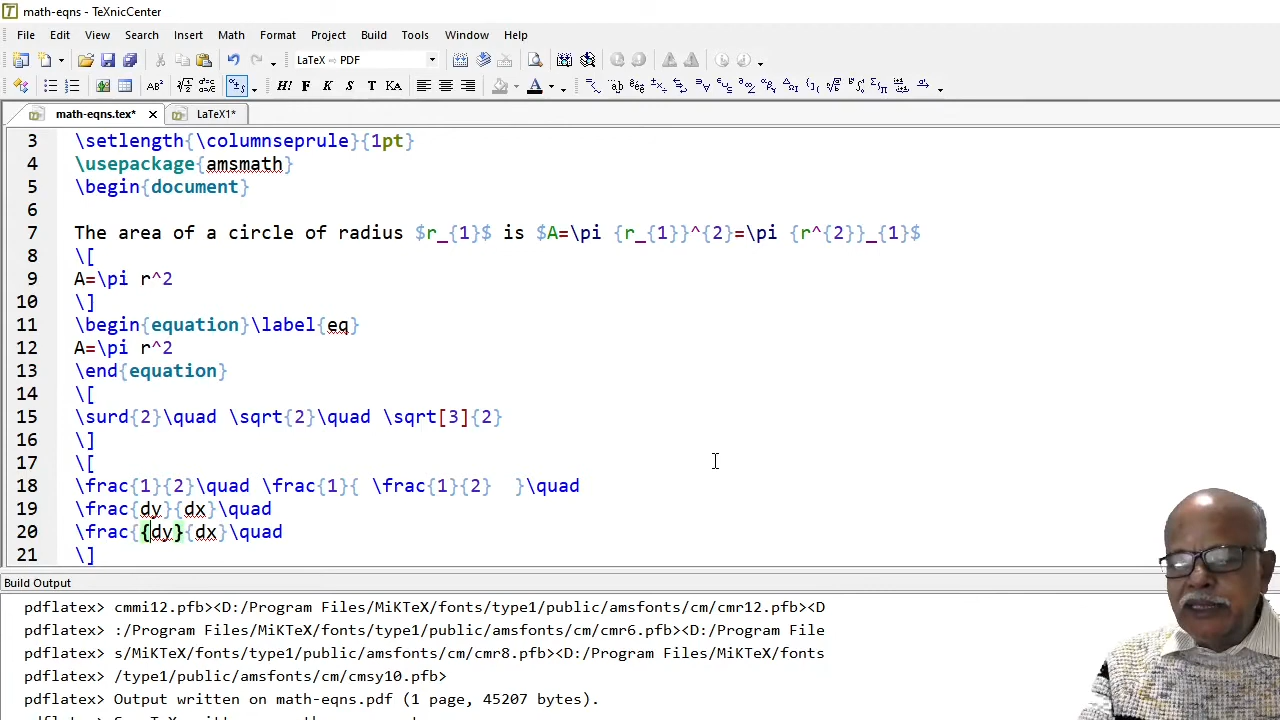 math-eqns - TeXnicCenter
File Edit View Search Insert Math Format Project Build Tools Window Help
LaTeX ⇨ PDF
H! F K S T KA
math-eqns.tex* LaTeX1*
3 \setlength{\columnseprule}{1pt}
4 \usepackage{amsmath}
5 \begin{document}
6
7 The area of a circle of radius $r_{1}$ is $A=\pi {r_{1}}^{2}=\pi {r^{2}}_{1}$
8 \[
9 A=\pi r^2
10 \]
11 \begin{equation}\label{eq}
12 A=\pi r^2
13 \end{equation}
14 \[
15 \surd{2}\quad \sqrt{2}\quad \sqrt[3]{2}
16 \]
17 \[
18 \frac{1}{2}\quad \frac{1}{ \frac{1}{2}  }\quad
19 \frac{dy}{dx}\quad
20 \frac{{dy}{dx}\quad
21 \]
Build Output
pdflatex> cmmi12.pfb><D:/Program Files/MiKTeX/fonts/type1/public/amsfonts/cm/cmr12.pfb><D
pdflatex> :/Program Files/MiKTeX/fonts/type1/public/amsfonts/cm/cmr6.pfb><D:/Program File
pdflatex> s/MiKTeX/fonts/type1/public/amsfonts/cm/cmr8.pfb><D:/Program Files/MiKTeX/fonts
pdflatex> /type1/public/amsfonts/cm/cmsy10.pfb>
pdflatex> Output written on math-eqns.pdf (1 page, 45207 bytes).